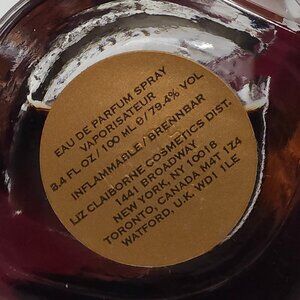 EAU DE PARFUM SPRAY
VAPORISATEUR
3.4 FL OZ / 100 ML ℮ / 79.4% VOL
INFLAMMABLE / BRENNBAR
LIZ CLAIBORNE COSMETICS DIST.
1441 BROADWAY
NEW YORK, NY 10018
TORONTO, CANADA M4T 1Z4
WATFORD, U.K. WD1 1LE